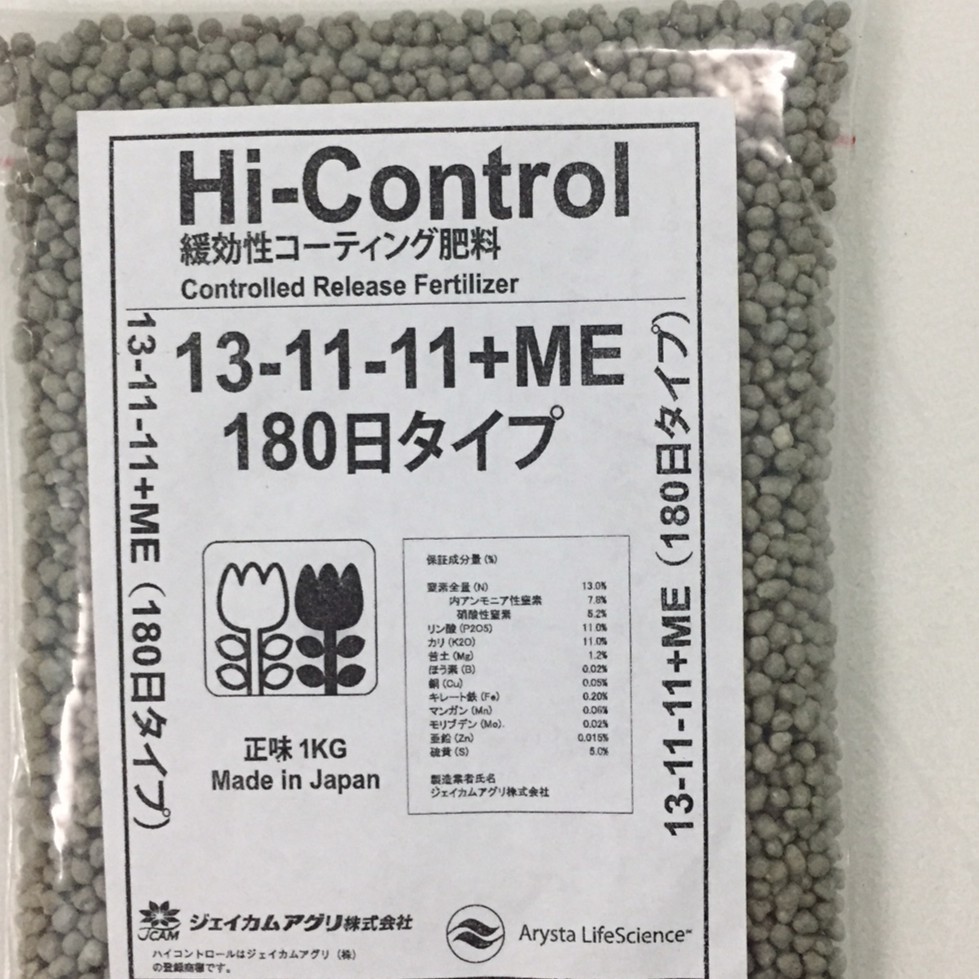 Hi-Control
緩効性コーティング肥料
Controlled Release Fertilizer
13-11-11+ME
180日タイプ
13-11-11+ME（180日タイプ）
13-11-11+ME（180日タイプ）
保証成分量(%)
窒素全量(N) 13.0%
内アンモニア性窒素 7.8%
硝酸性窒素 5.2%
リン酸(P2O5) 11.0%
カリ(K2O) 11.0%
苦土(Mg) 1.2%
ほう素(B) 0.02%
銅(Cu) 0.05%
キレート鉄(Fe) 0.20%
マンガン(Mn) 0.06%
モリブデン(Mo). 0.02%
亜鉛(Zn) 0.015%
硫黄(S) 5.0%
製造業者氏名
ジェイカムアグリ株式会社
正味 1KG
Made in Japan
JCAM
ジェイカムアグリ株式会社
ハイコントロールはジェイカムアグリ（株）
の登録商標です。
Arysta LifeScience℠